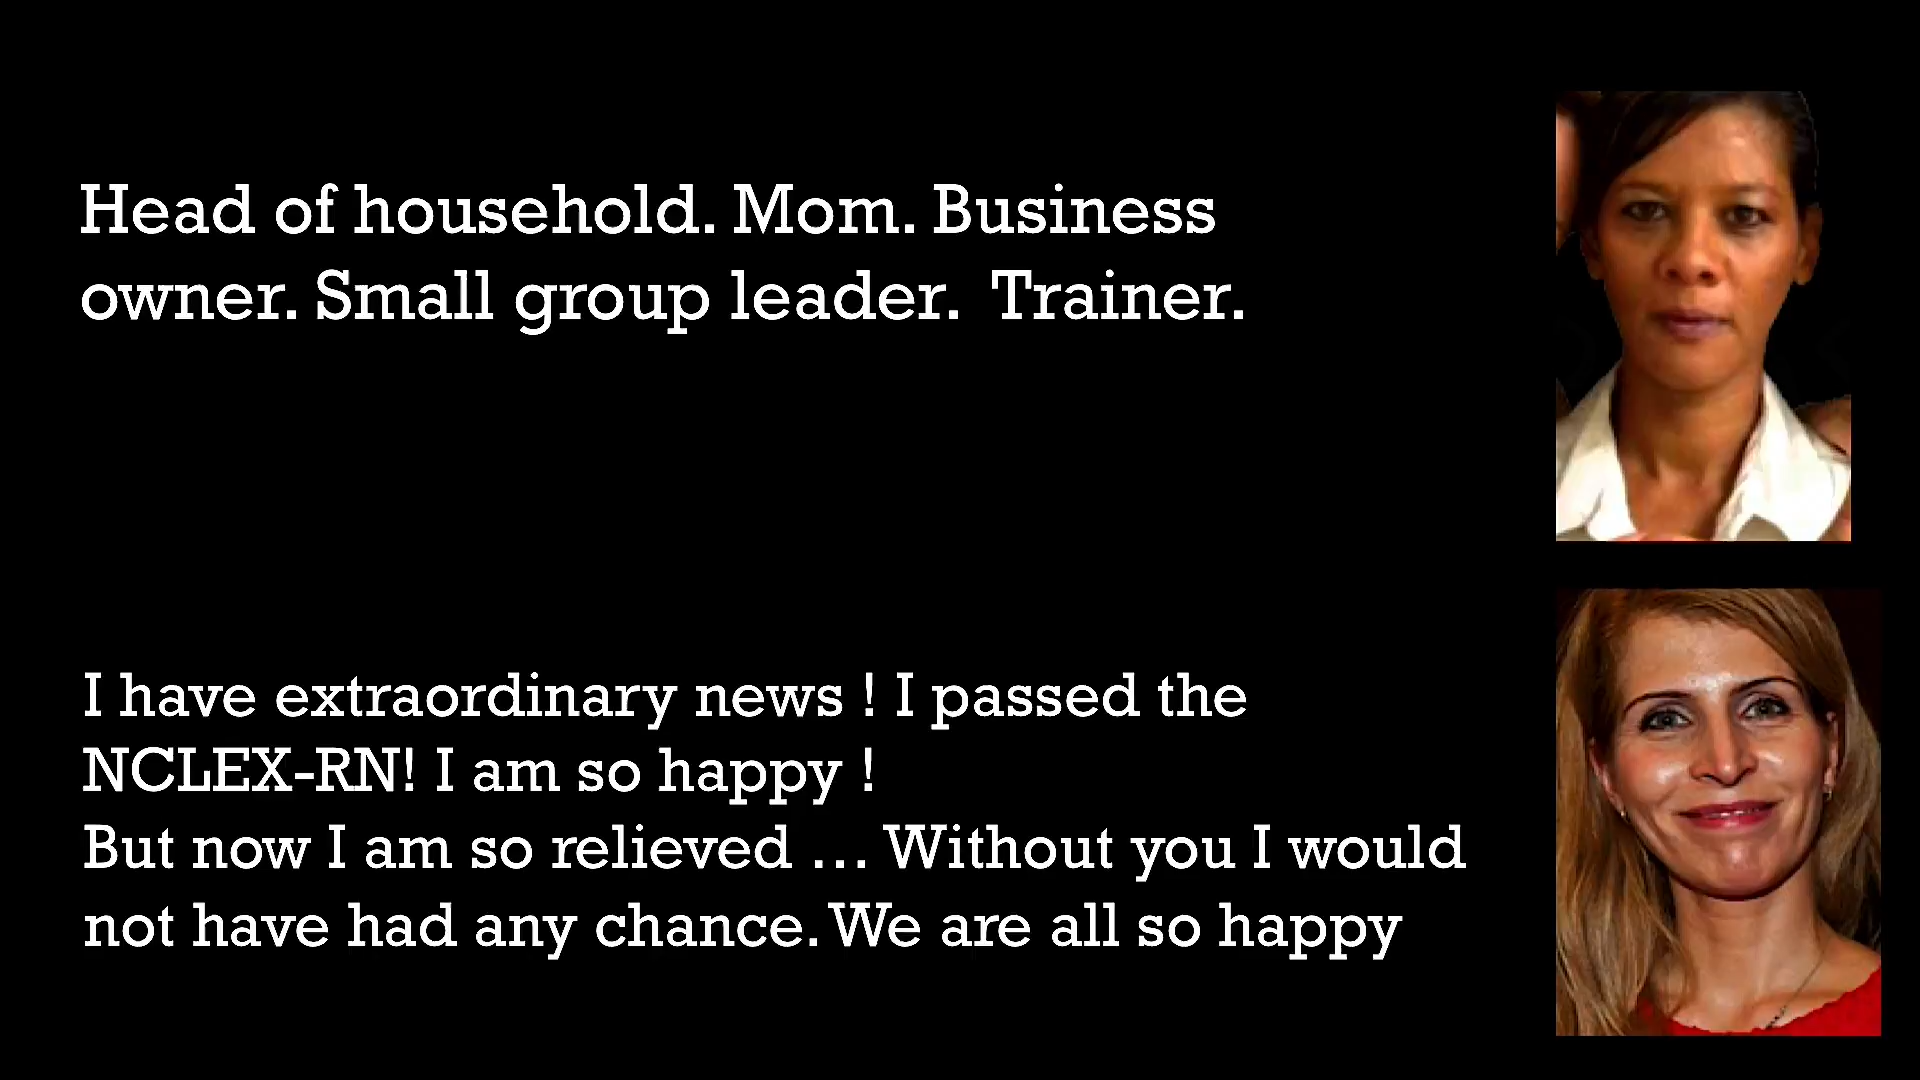 Head of household. Mom. Business
owner. Small group leader.  Trainer.
I have extraordinary news ! I passed the
NCLEX-RN! I am so happy !
But now I am so relieved … Without you I would
not have had any chance. We are all so happy